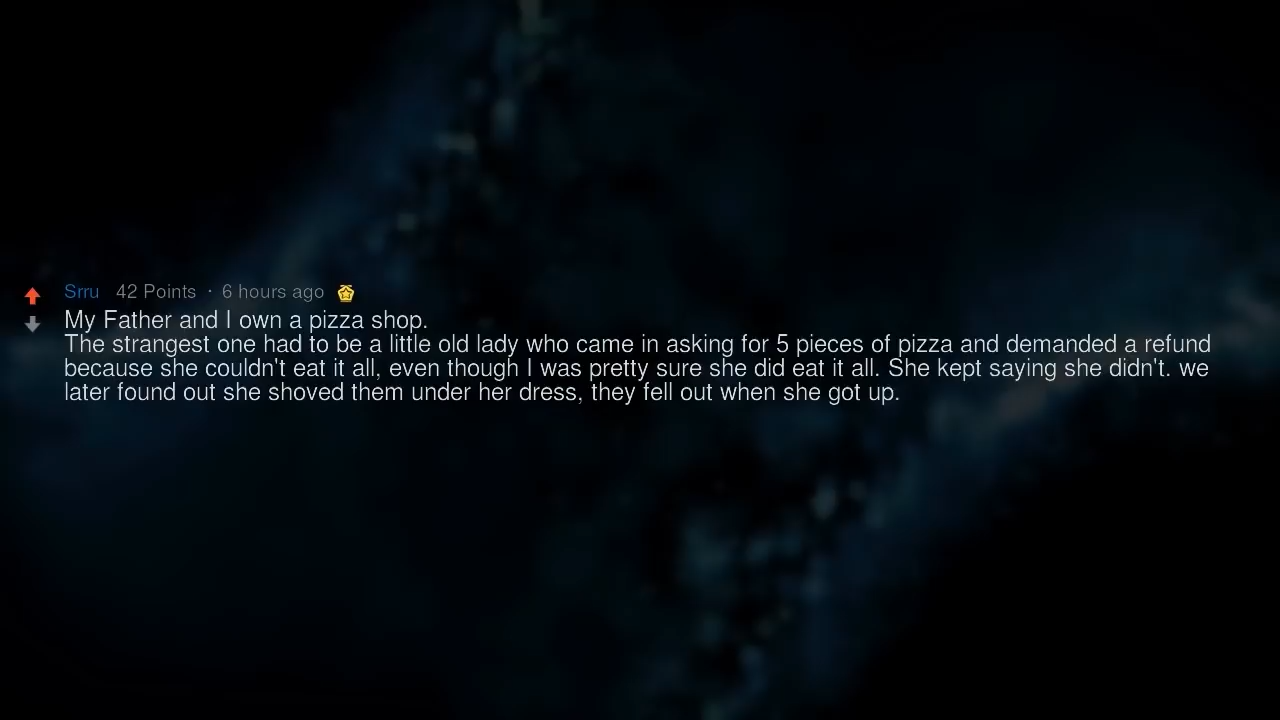 Srru 42 Points · 6 hours ago
My Father and I own a pizza shop.
The strangest one had to be a little old lady who came in asking for 5 pieces of pizza and demanded a refund
because she couldn't eat it all, even though I was pretty sure she did eat it all. She kept saying she didn't. we
later found out she shoved them under her dress, they fell out when she got up.